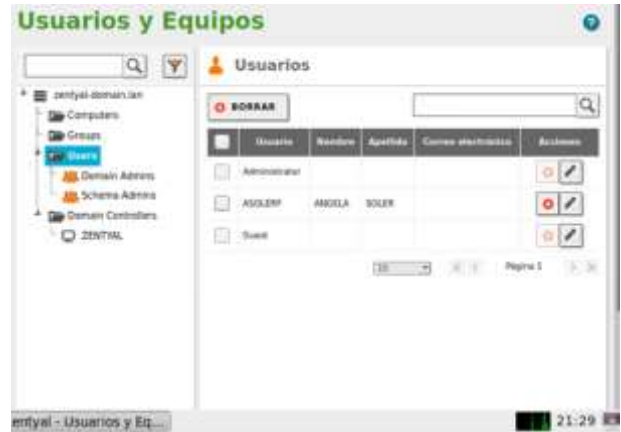 Usuarios y Equipos
zentyal-domain.lan
Computers
Groups
Users
Domain Admins
Schema Admins
Domain Controllers
ZENTYAL
Usuarios
BORRAR
Usuario Nombre Apellido Correo electrónico Acciones
Administrator
ANGELA SOLER
Guest
10 Página 1
entyal - Usuarios y Eq... 21:29